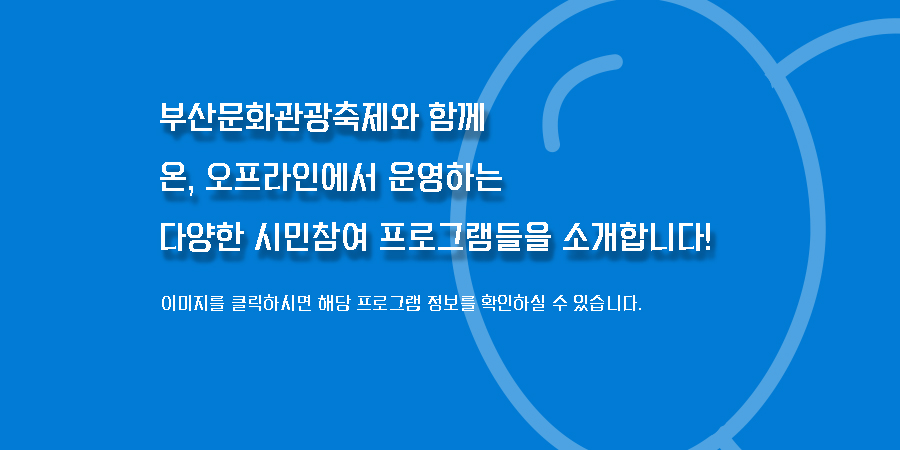 부산문화관광축제와 함께
온, 오프라인에서 운영하는
다양한 시민참여 프로그램들을 소개합니다!
이미지를 클릭하시면 해당 프로그램 정보를 확인하실 수 있습니다.